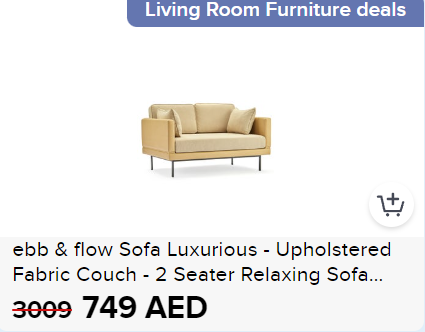 Living Room Furniture deals
ebb & flow Sofa Luxurious - Upholstered
Fabric Couch - 2 Seater Relaxing Sofa...
3009 749 AED